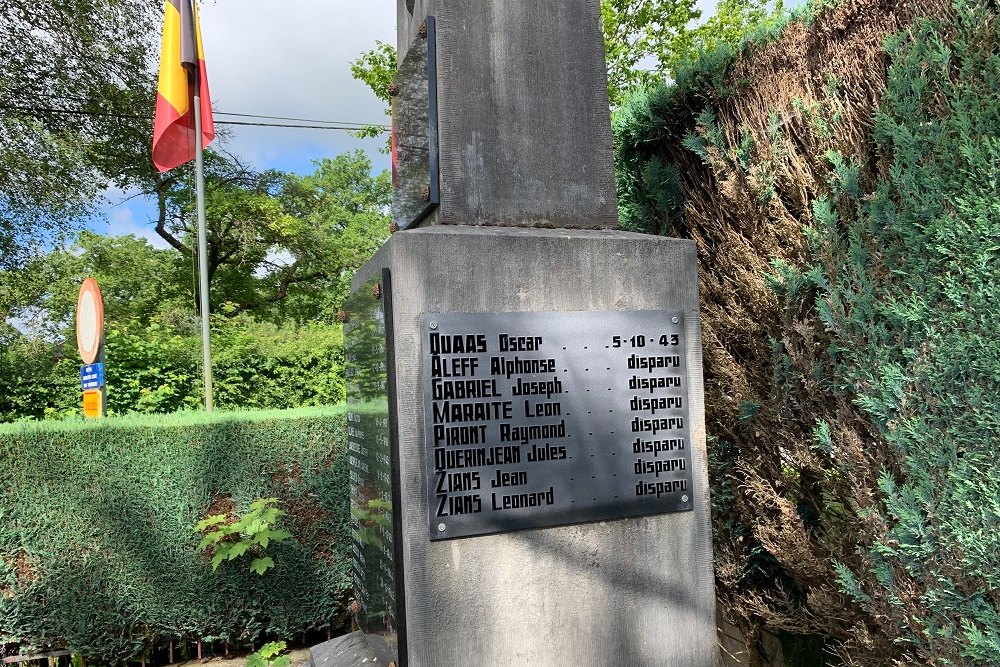 QUAAS Oscar . . . . 5-10-43
ALEFF Alphonse . . . disparu
GABRIEL Joseph. . . . disparu
MARAITE Leon . . . . disparu
PIRONT Raymond . . . disparu
QUERINJEAN Jules. . . disparu
ZIANS Jean . . . disparu
ZIANS Leonard . . . disparu